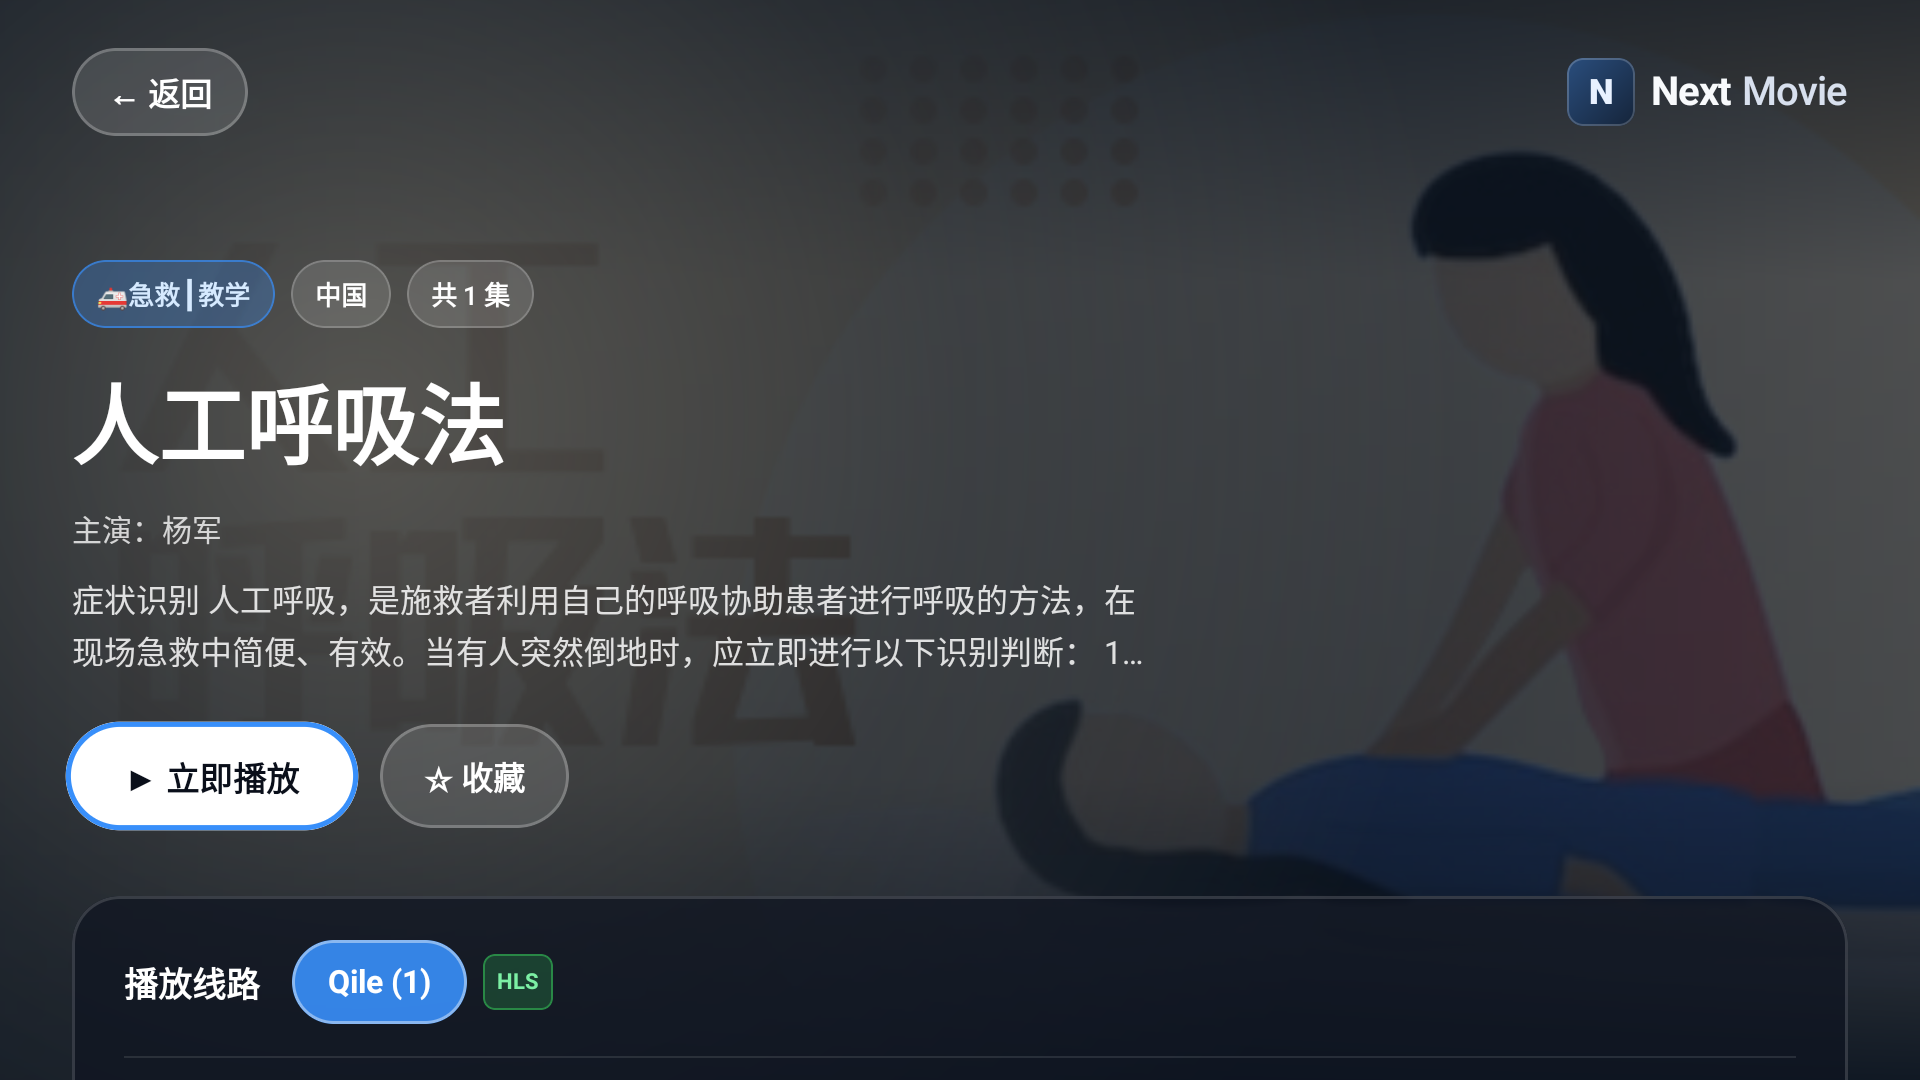 ← 返回
N Next Movie
🚑急救┃教学 中国 共 1 集
人工呼吸法
主演：杨军
症状识别 人工呼吸，是施救者利用自己的呼吸协助患者进行呼吸的方法，在
现场急救中简便、有效。当有人突然倒地时，应立即进行以下识别判断： 1...
► 立即播放 ☆ 收藏
播放线路 Qile (1) HLS
人工
呼吸法